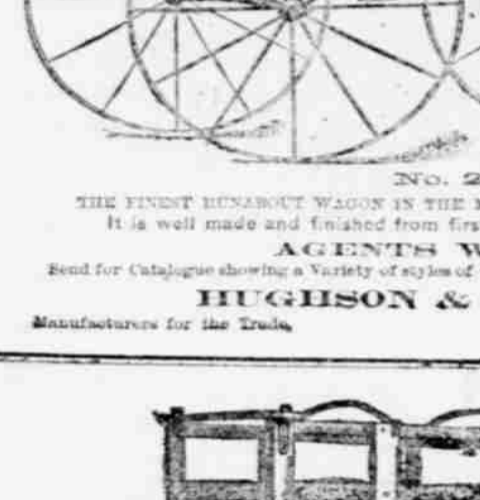 No. 2
THE FINEST RUNABOUT WAGON IN THE
It is well made and finished from firs
AGENTS W
Send for Catalogue showing a Variety of styles of
HUGHSON &
Manufacturers for the Trade,